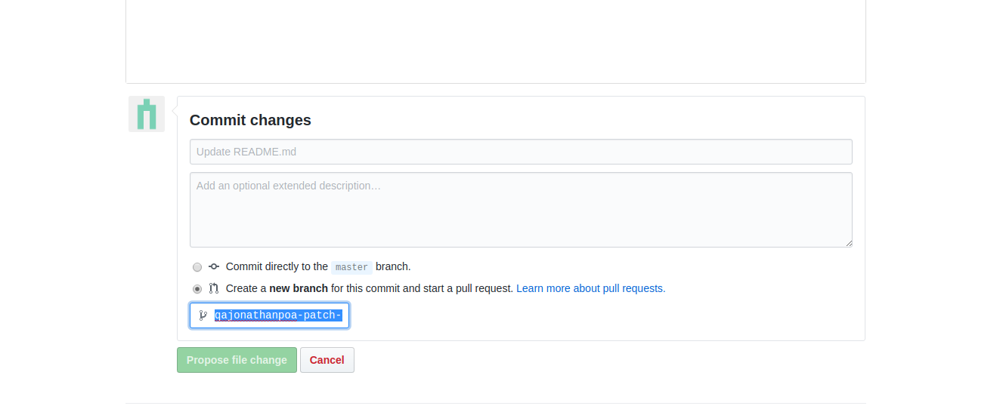 Commit changes
Update README.md
Add an optional extended description…
Commit directly to the master branch.
Create a new branch for this commit and start a pull request. Learn more about pull requests.
qajonathanpoa-patch-
Propose file change
Cancel